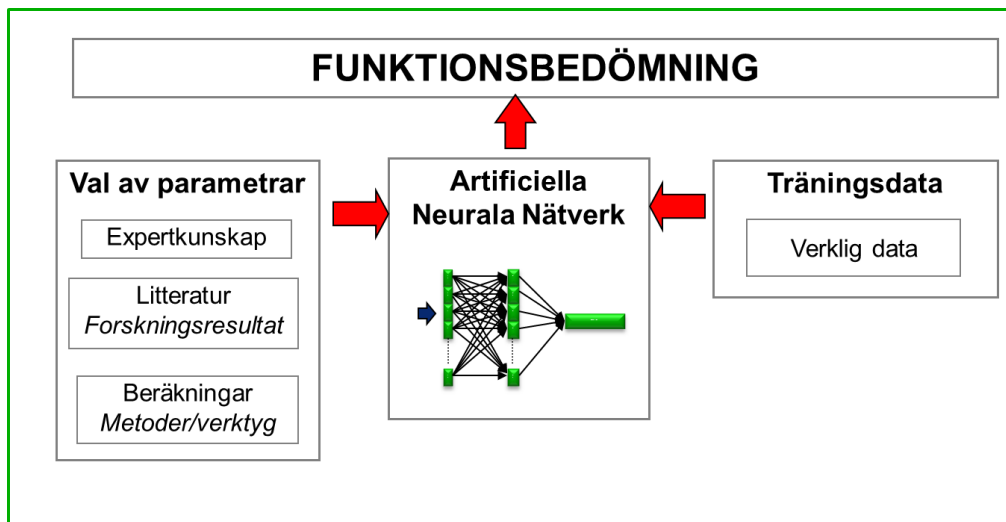 FUNKTIONSBEDÖMNING
Val av parametrar
Expertkunskap
Litteratur
Forskningsresultat
Beräkningar
Metoder/verktyg
Artificiella
Neurala Nätverk
Träningsdata
Verklig data